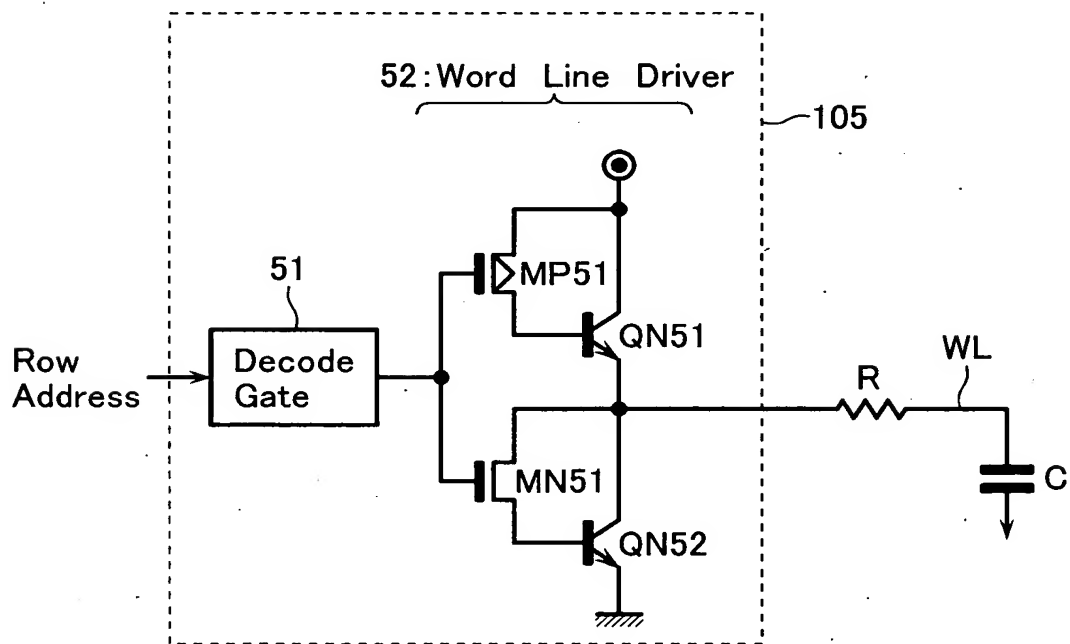 52:Word Line Driver
105
51
MP51
Decode
Gate
QN51
Row
Address
WL
R
MN51
C
QN52